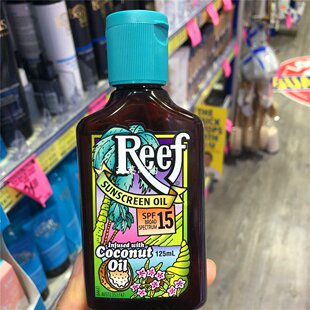 Reef
SUNSCREEN OIL
SPF
BROAD
SPECTRUM
15
Infused with
Coconut
Oil
125mL